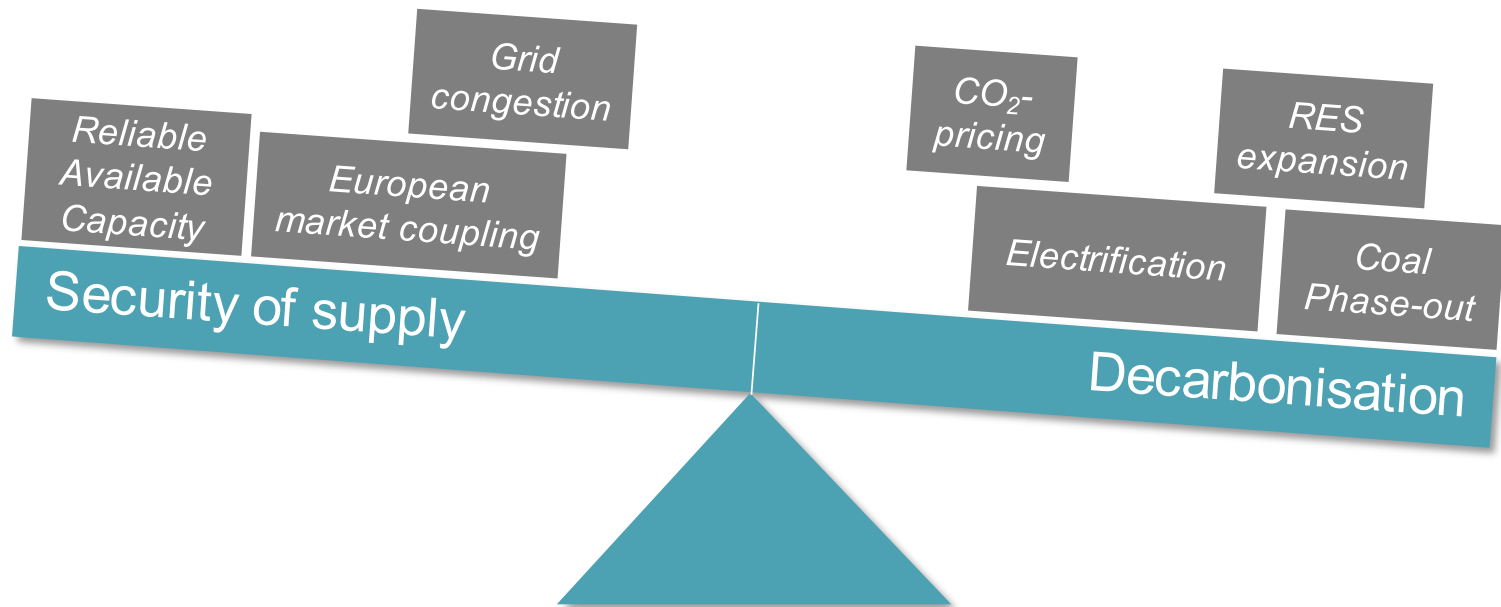 Grid
congestion
Reliable
Available
Capacity
European
market coupling
Security of supply
CO₂-
pricing
RES
expansion
Electrification
Coal
Phase-out
Decarbonisation